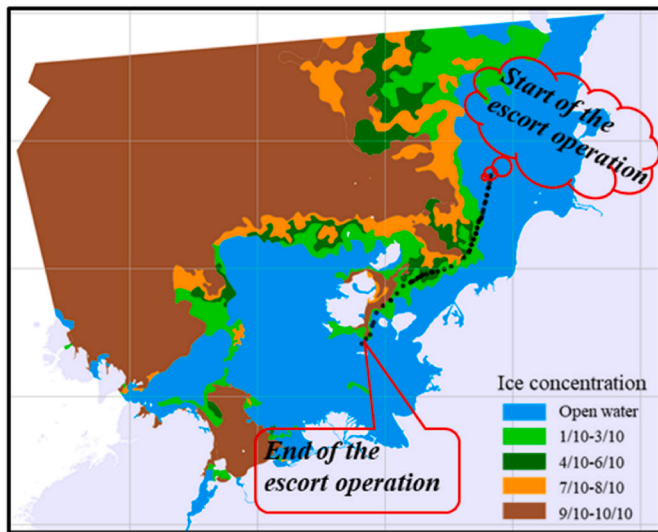 Start of the
escort operation
End of the
escort operation
Ice concentration
Open water
1/10-3/10
4/10-6/10
7/10-8/10
9/10-10/10